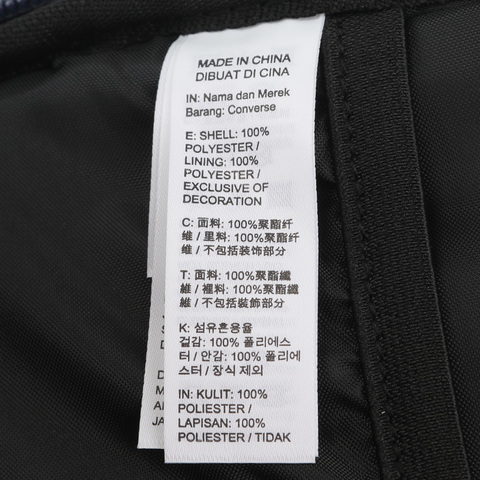 MADE IN CHINA
DIBUAT DI CINA
IN: Nama dan Merek
Barang: Converse
E: SHELL: 100%
POLYESTER /
LINING: 100%
POLYESTER /
EXCLUSIVE OF
DECORATION
C: 面料: 100%聚酯纤
维 / 里料: 100%聚酯纤
维 / 不包括装饰部分
T: 面料: 100%聚酯纖
維 / 裡料: 100%聚酯纖
維 / 不包括裝飾部分
K: 섬유혼용율
겉감: 100% 폴리에스
터 / 안감: 100% 폴리에
스터 / 장식 제외
IN: KULIT: 100%
POLIESTER /
LAPISAN: 100%
POLIESTER / TIDAK